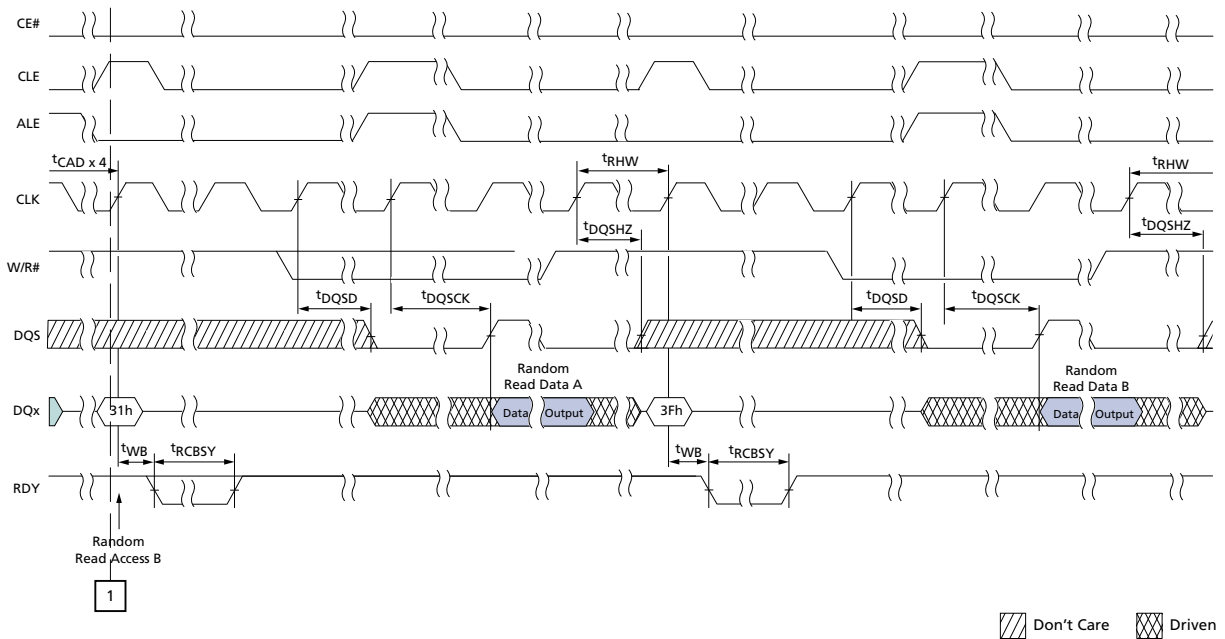 CE#
CLE
ALE
tCAD x 4
tRHW
tRHW
CLK
tDQSHZ
tDQSHZ
W/R#
tDQSD
tDQSCK
tDQSD
tDQSCK
DQS
Random
Read Data A
Random
Read Data B
DQx
31h
Data Output
3Fh
Data Output
tWB
tRCBSY
tWB
tRCBSY
RDY
Random
Read Access B
1
Don't Care
Driven